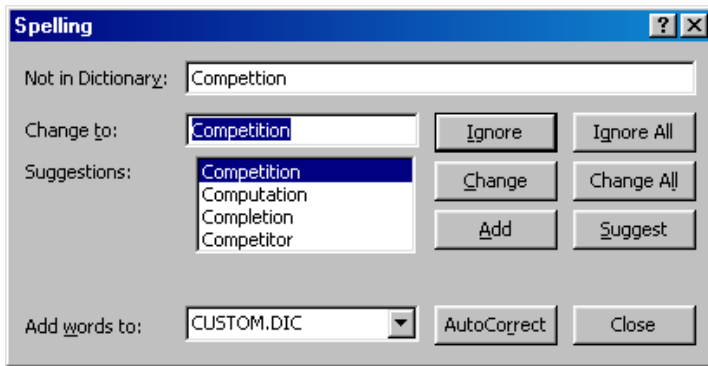 Spelling
Not in Dictionary: Compettion
Change to: Competition Ignore Ignore All
Suggestions: Competition Change Change All
Computation
Completion Add Suggest
Competitor
Add words to: CUSTOM.DIC AutoCorrect Close